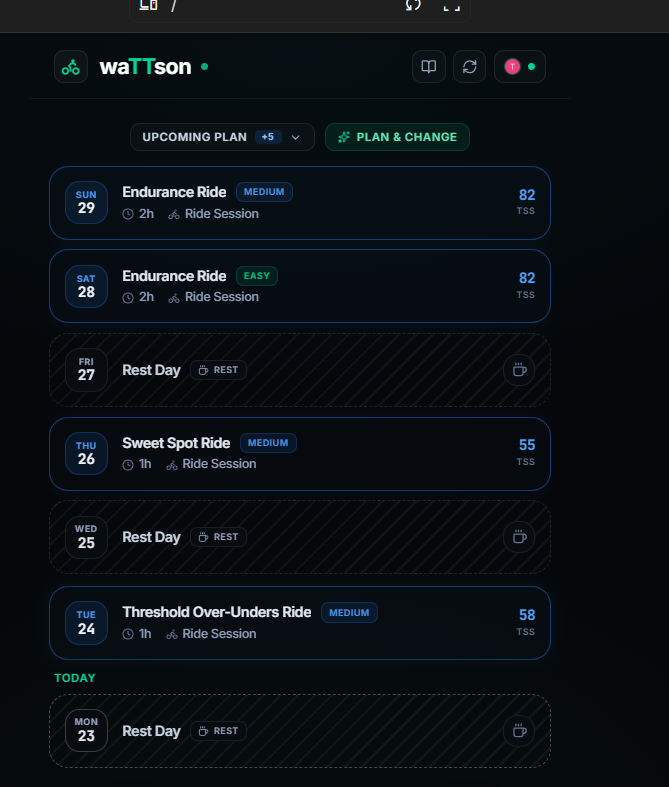 /
waTTson
T
UPCOMING PLAN +5
PLAN & CHANGE
SUN
29
Endurance Ride MEDIUM
2h Ride Session
82
TSS
SAT
28
Endurance Ride EASY
2h Ride Session
82
TSS
FRI
27
Rest Day REST
THU
26
Sweet Spot Ride MEDIUM
1h Ride Session
55
TSS
WED
25
Rest Day REST
TUE
24
Threshold Over-Unders Ride MEDIUM
1h Ride Session
58
TSS
TODAY
MON
23
Rest Day REST